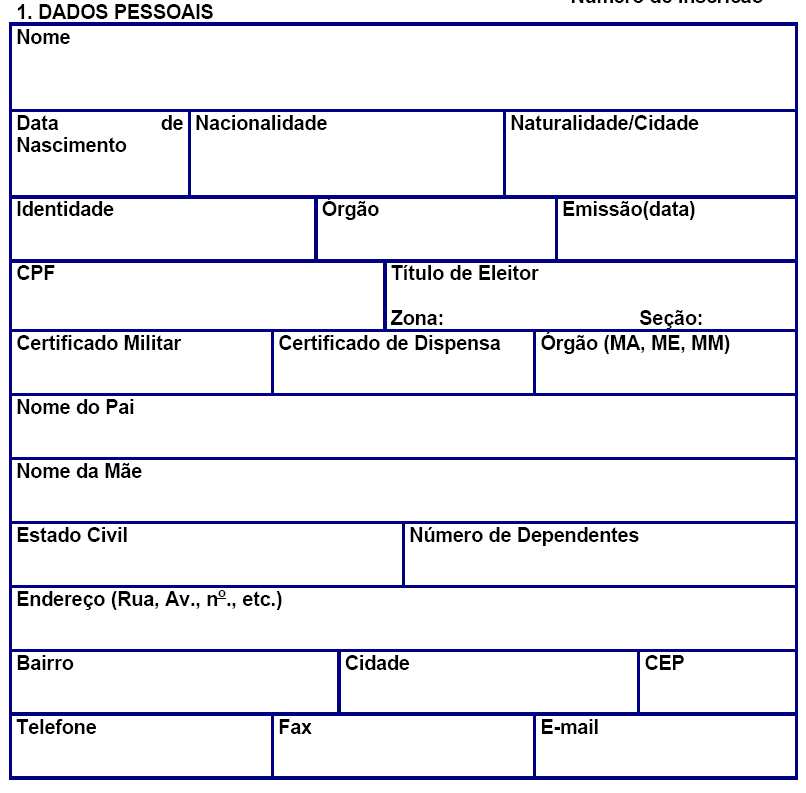 Número de Inscrição
1. DADOS PESSOAIS
Nome
Data de Nacionalidade Naturalidade/Cidade
Nascimento
Identidade Órgão Emissão(data)
CPF Título de Eleitor
Zona: Seção:
Certificado Militar Certificado de Dispensa Órgão (MA, ME, MM)
Nome do Pai
Nome da Mãe
Estado Civil Número de Dependentes
Endereço (Rua, Av., nº., etc.)
Bairro Cidade CEP
Telefone Fax E-mail